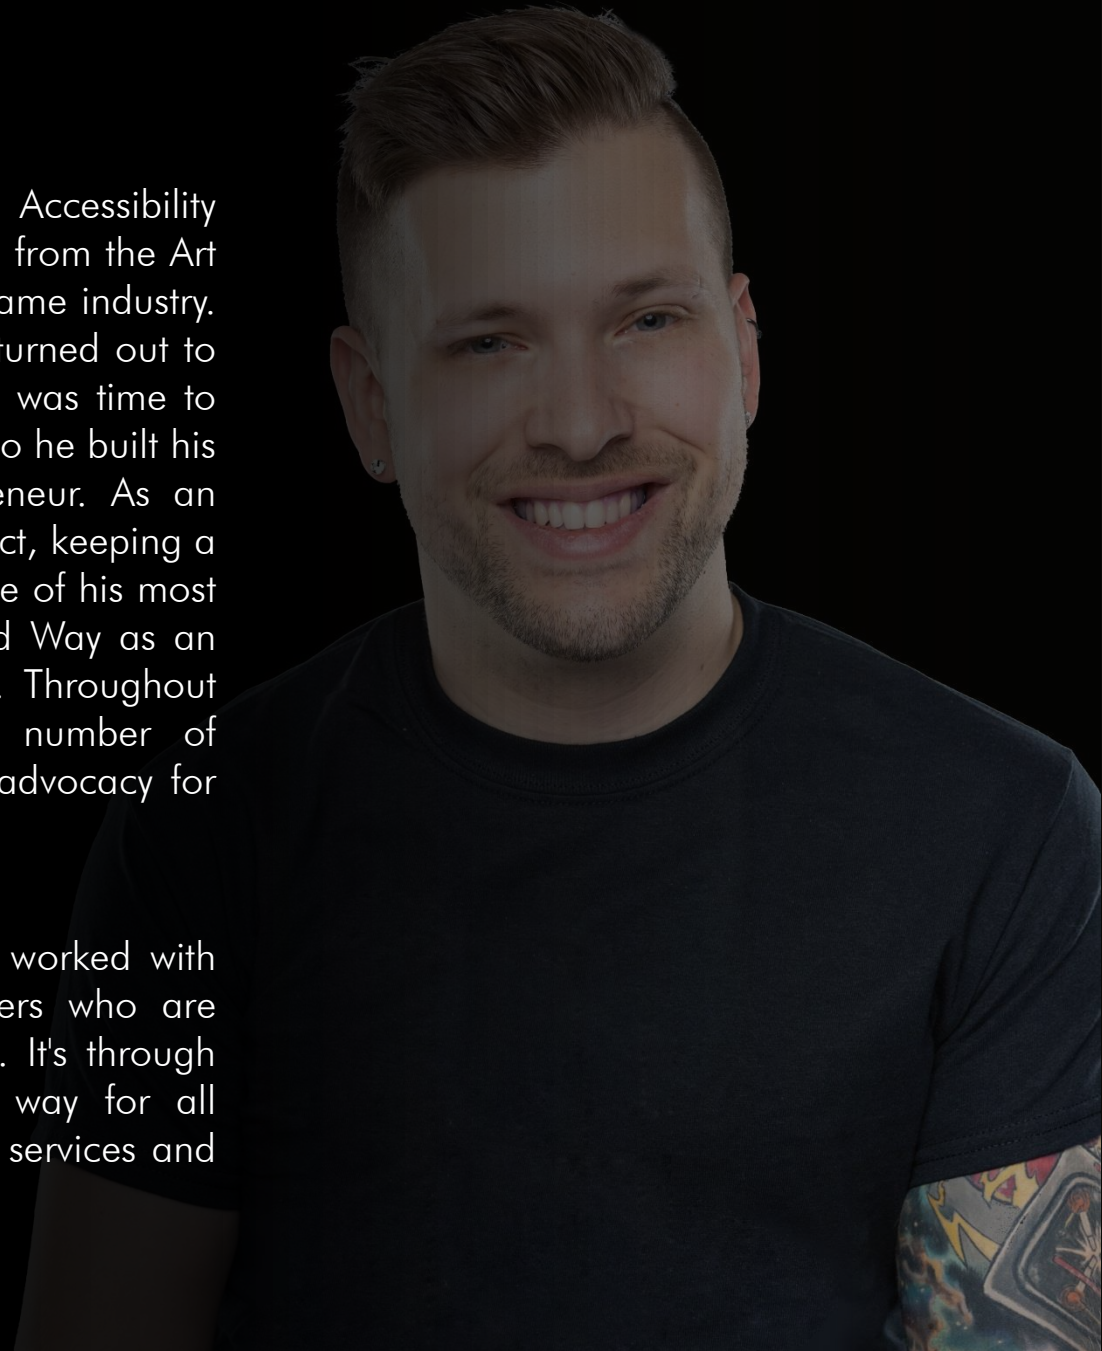 Accessibility
from the Art
ame industry.
turned out to
was time to
o he built his
eneur. As an
ct, keeping a
e of his most
d Way as an
. Throughout
number of
advocacy for
worked with
ers who are
. It's through
way for all
services and